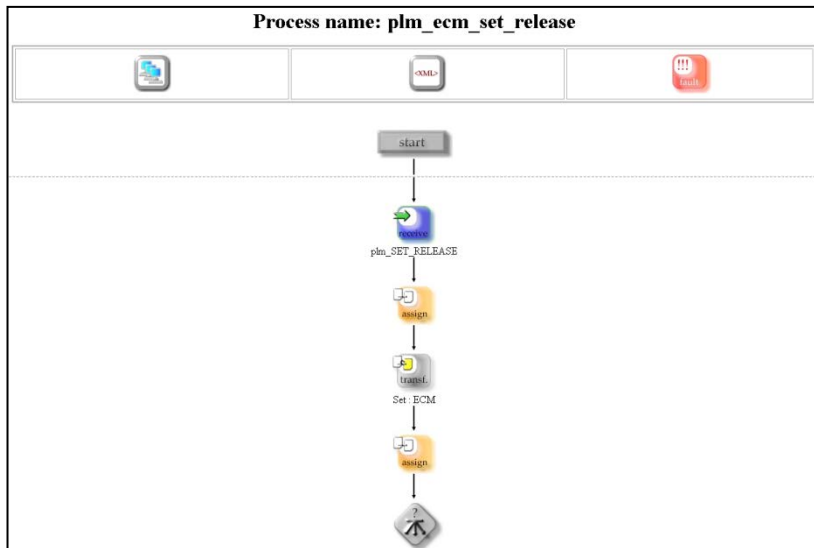 Process name: plm_ecm_set_release
<XML>
!!!
fault
start
receive
plm_SET_RELEASE
assign
transf.
Set : ECM
assign
?